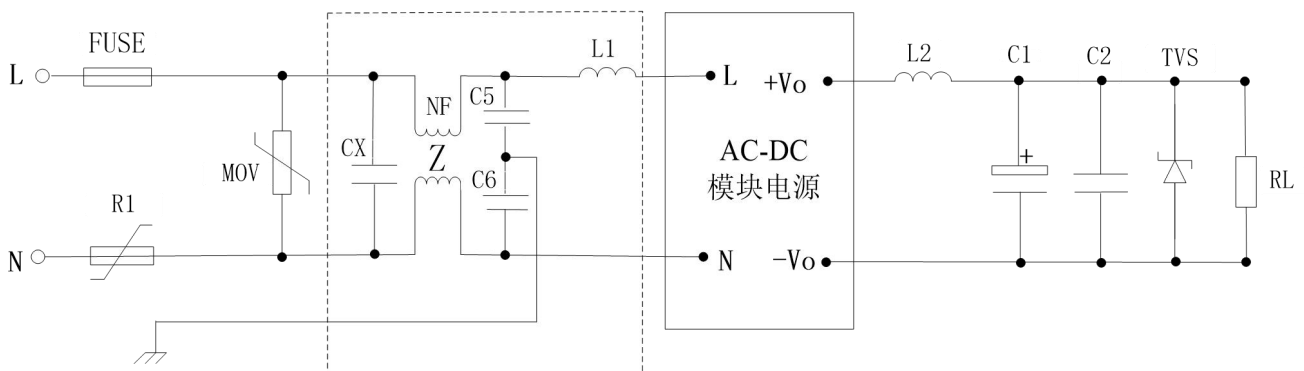 FUSE
L
MOV
R1
N
CX
NF
Z
C5
C6
L1
L
N
+Vo
-Vo
AC-DC
模块电源
L2
C1
+
C2
TVS
RL